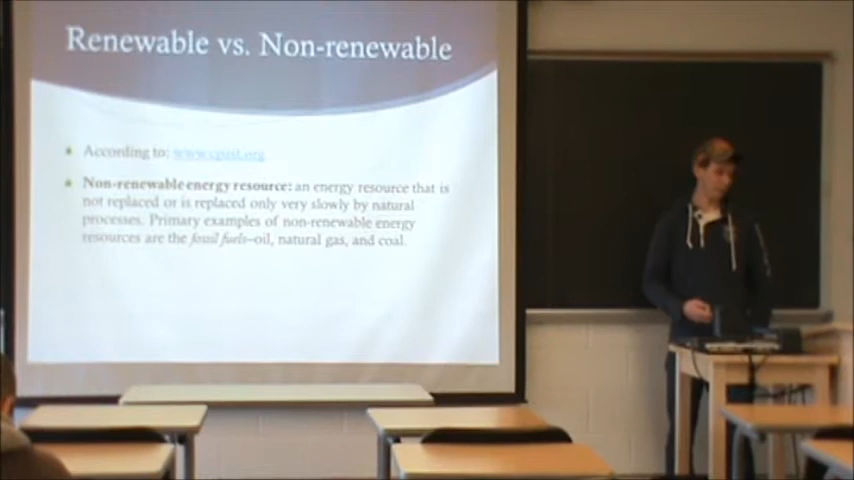 Renewable vs. Non-renewable
According to: www.cpast.org
Non-renewable energy resource: an energy resource that is
not replaced or is replaced only very slowly by natural
processes. Primary examples of non-renewable energy
resources are the fossil fuels–oil, natural gas, and coal.